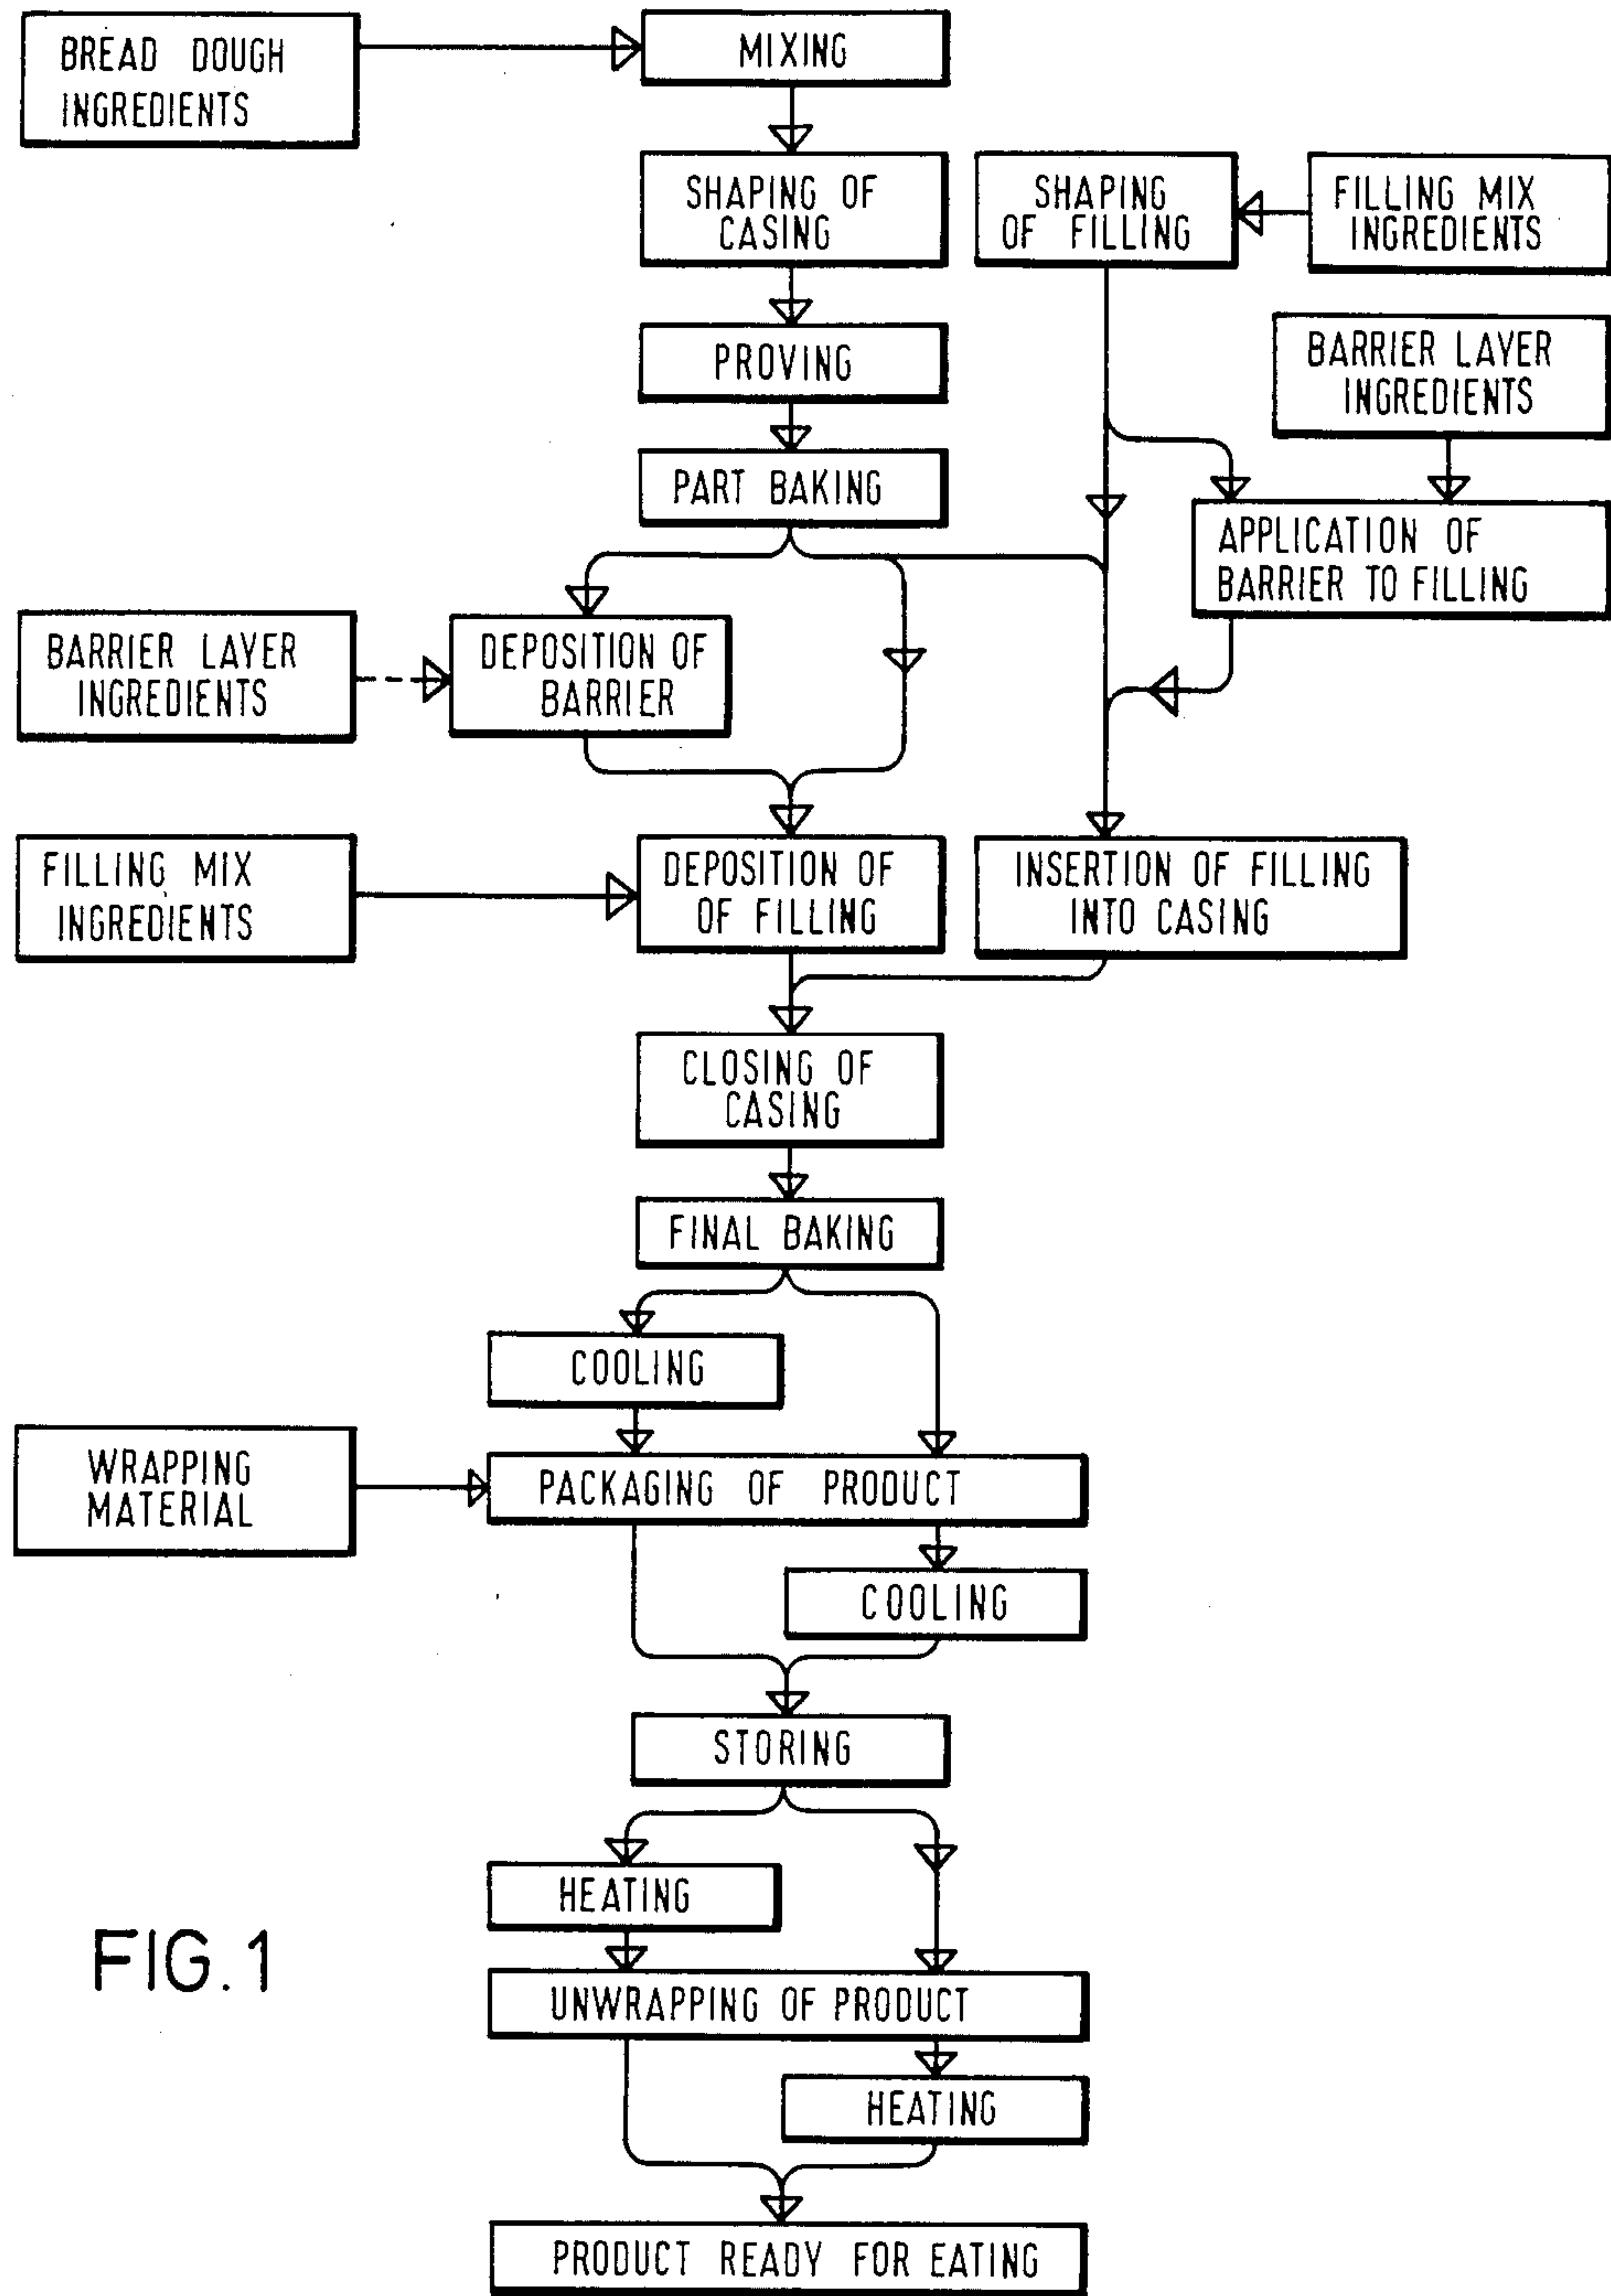 BREAD DOUGH
INGREDIENTS
MIXING
SHAPING OF
CASING
SHAPING
OF FILLING
FILLING MIX
INGREDIENTS
PROVING
BARRIER LAYER
INGREDIENTS
PART BAKING
APPLICATION OF
BARRIER TO FILLING
BARRIER LAYER
INGREDIENTS
DEPOSITION OF
BARRIER
FILLING MIX
INGREDIENTS
DEPOSITION OF
OF FILLING
INSERTION OF FILLING
INTO CASING
CLOSING OF
CASING
FINAL BAKING
COOLING
WRAPPING
MATERIAL
PACKAGING OF PRODUCT
COOLING
STORING
HEATING
FIG.1
UNWRAPPING OF PRODUCT
HEATING
PRODUCT READY FOR EATING